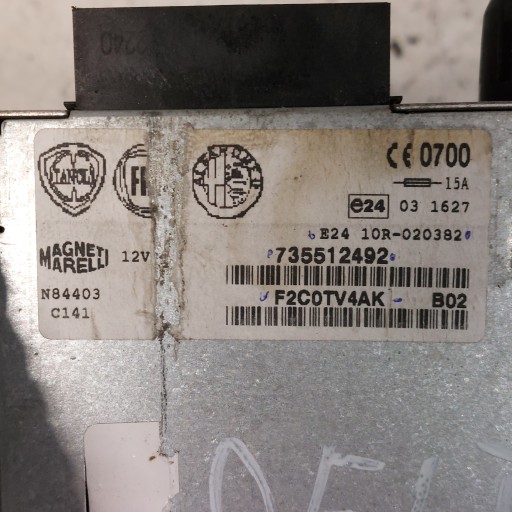 LANCIA
CE 0700
15A
e24 03 1627
E24 10R-020382
MAGNETI
MARELLI
12V
735512492
N84403
F2C0TV4AK B02
C141